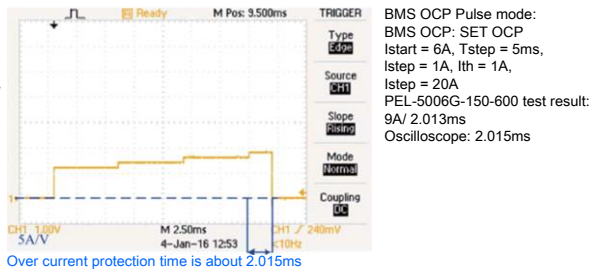 Ready M Pos: 9.500ms TRIGGER
Type
Edge
Source
CH1
Slope
Rising
Mode
Normal
Coupling
DC
1
CH1 1.00V M 2.50ms CH1 / 240mV
5A/V 4-Jan-16 12:53 <10Hz
Over current protection time is about 2.015ms
BMS OCP Pulse mode:
BMS OCP: SET OCP
Istart = 6A, Tstep = 5ms,
Istep = 1A, Ith = 1A,
Istep = 20A
PEL-5006G-150-600 test result:
9A/ 2.013ms
Oscilloscope: 2.015ms